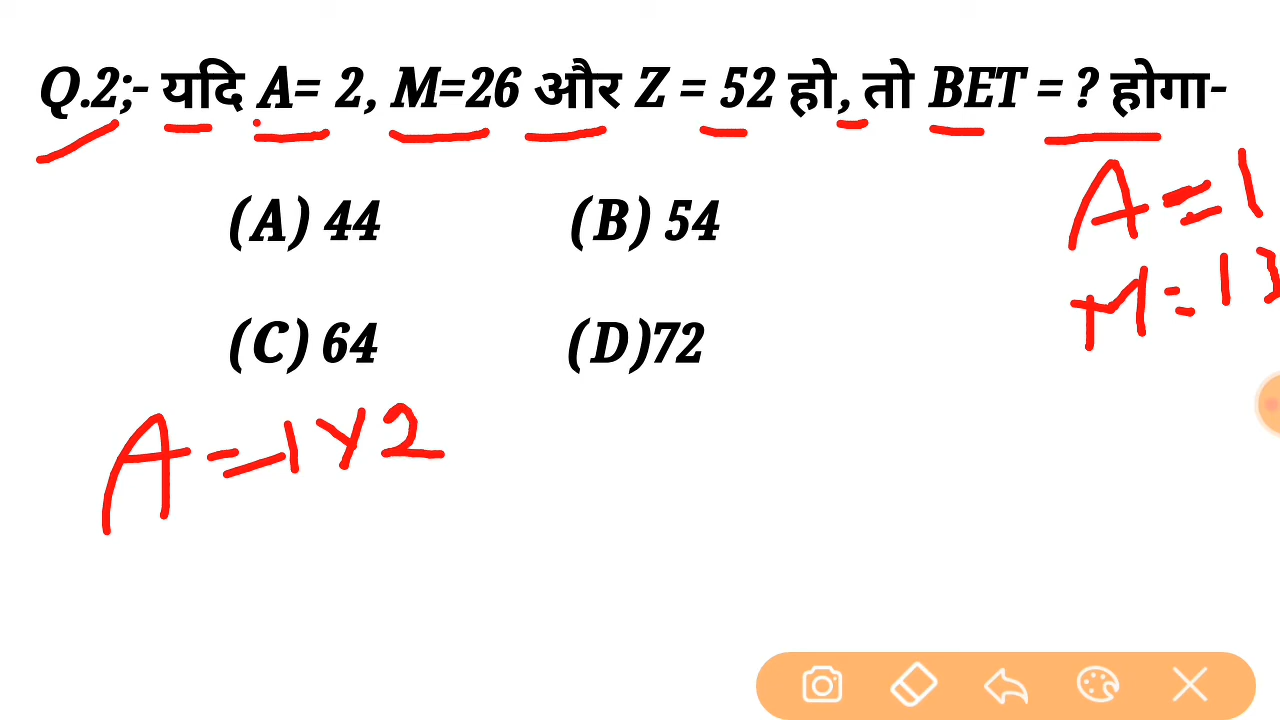 Q.2;- यदि A= 2, M=26 और Z = 52 हो, तो BET = ? होगा-
A = 1
(A) 44 (B) 54
M = 13
(C) 64 (D)72
A = 1 x 2